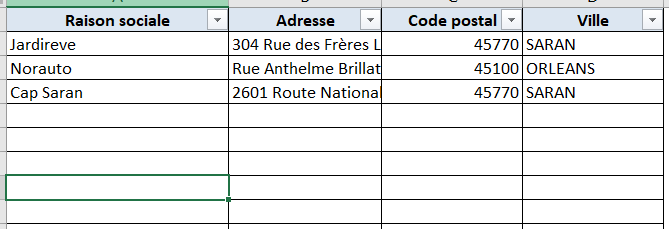 Raison sociale Adresse Code postal Ville
Jardireve 304 Rue des Frères L 45770 SARAN
Norauto Rue Anthelme Brillat 45100 ORLEANS
Cap Saran 2601 Route National 45770 SARAN